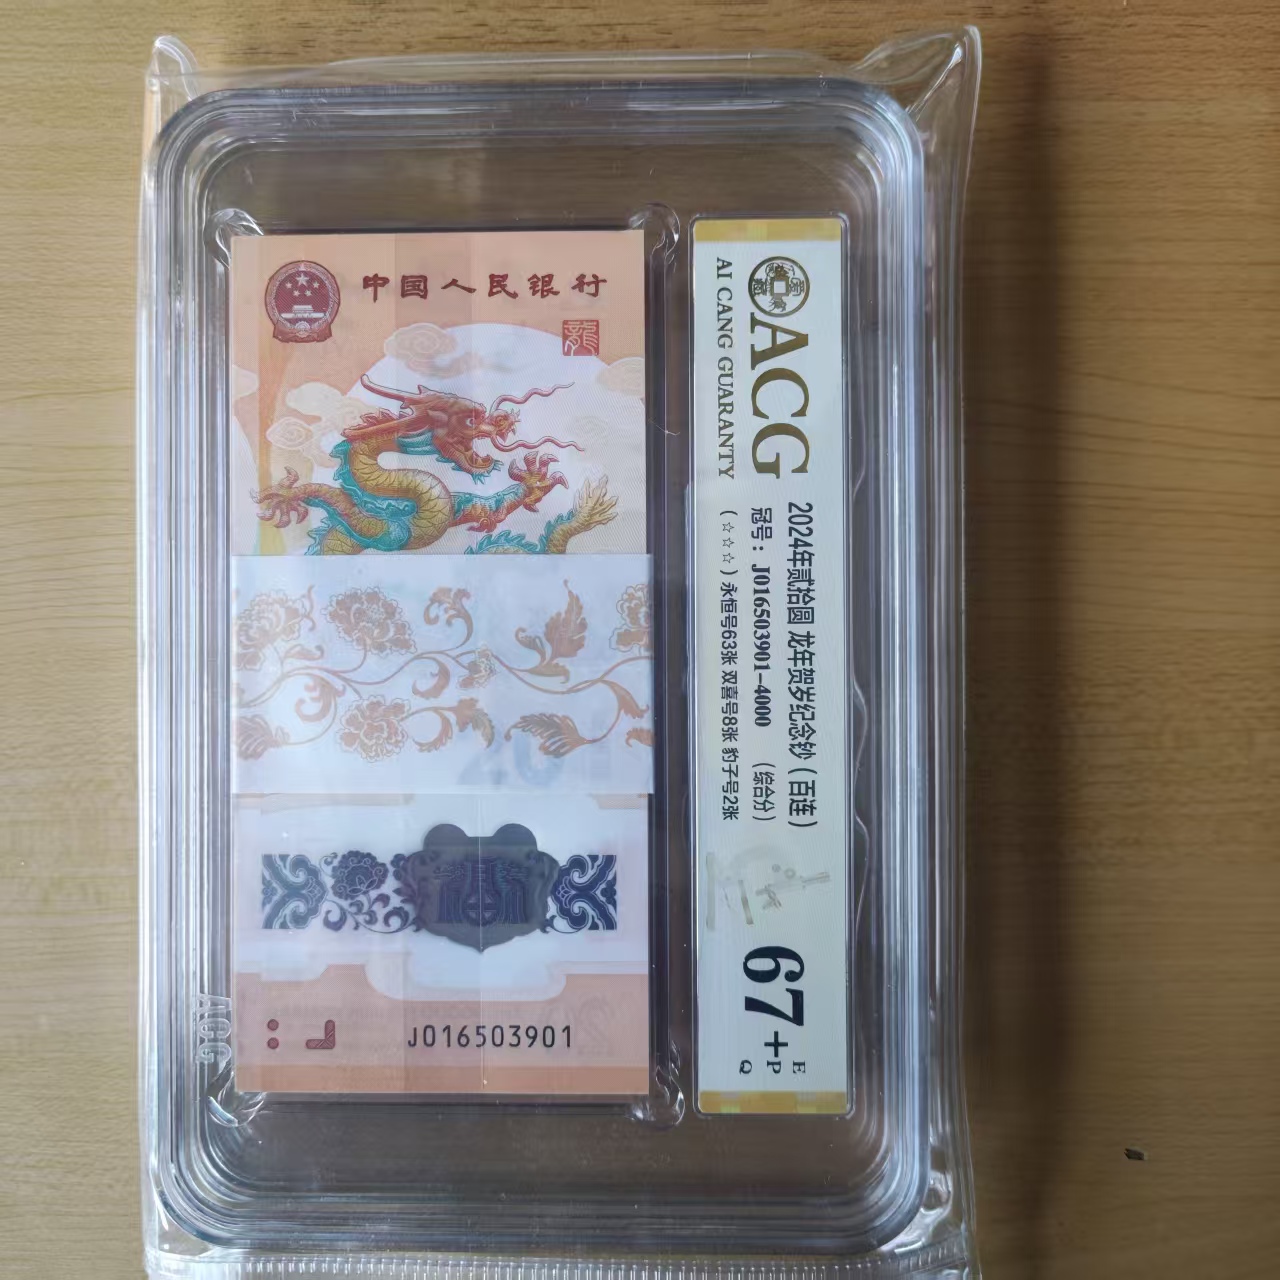 中国人民银行
龍
J016503901
ACG
ACG
AI CANG GUARANTY
2024年贰拾圆 龙年贺岁纪念钞（百连）
冠号：J016503901-4000 （综合分）
（☆☆☆）永恒号63张 双喜号8张 豹子号2张
67+
E
P
Q